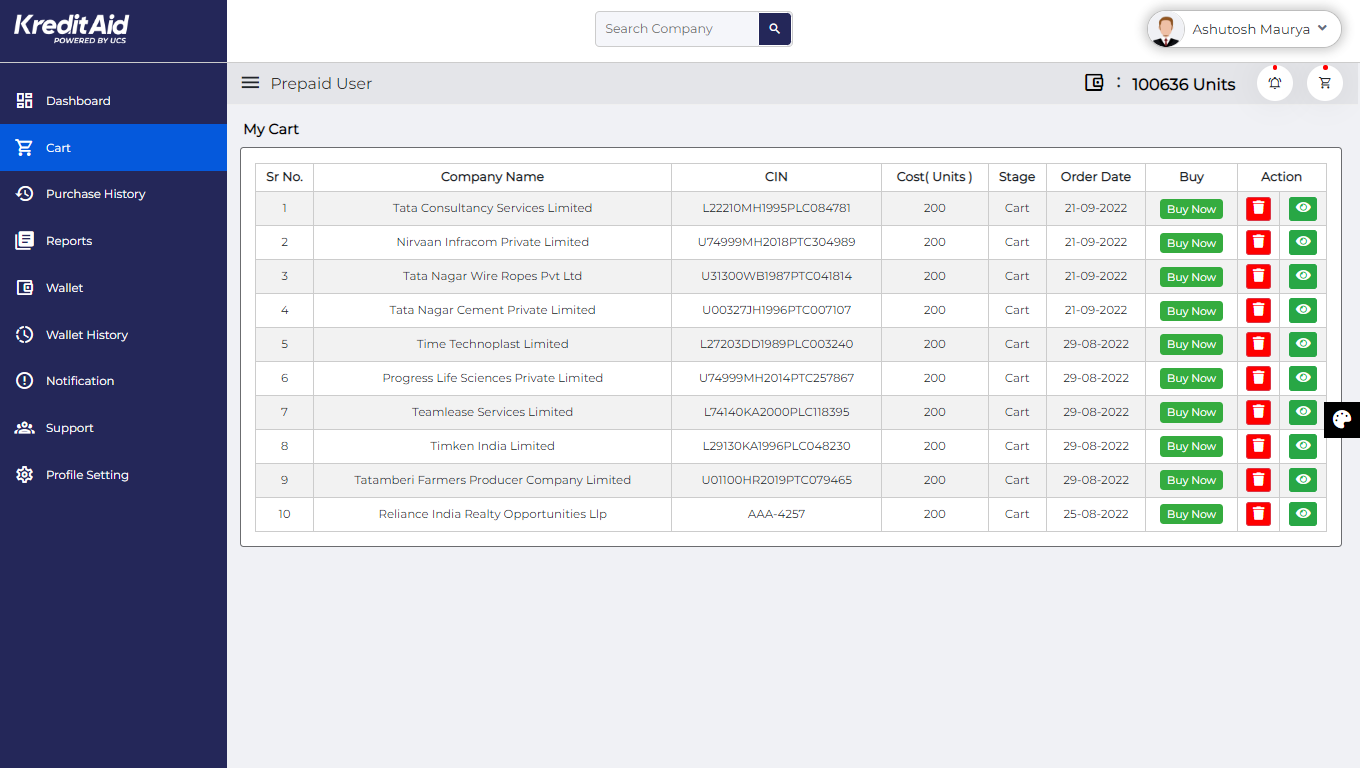 KreditAid
POWERED BY UCS
Search Company
Ashutosh Maurya
Prepaid User
: 100636 Units
Dashboard
Cart
Purchase History
Reports
Wallet
Wallet History
Notification
Support
Profile Setting
My Cart
Sr No. Company Name CIN Cost( Units ) Stage Order Date Buy Action
1 Tata Consultancy Services Limited L22210MH1995PLC084781 200 Cart 21-09-2022 Buy Now
2 Nirvaan Infracom Private Limited U74999MH2018PTC304989 200 Cart 21-09-2022 Buy Now
3 Tata Nagar Wire Ropes Pvt Ltd U31300WB1987PTC041814 200 Cart 21-09-2022 Buy Now
4 Tata Nagar Cement Private Limited U00327JH1996PTC007107 200 Cart 21-09-2022 Buy Now
5 Time Technoplast Limited L27203DD1989PLC003240 200 Cart 29-08-2022 Buy Now
6 Progress Life Sciences Private Limited U74999MH2014PTC257867 200 Cart 29-08-2022 Buy Now
7 Teamlease Services Limited L74140KA2000PLC118395 200 Cart 29-08-2022 Buy Now
8 Timken India Limited L29130KA1996PLC048230 200 Cart 29-08-2022 Buy Now
9 Tatamberi Farmers Producer Company Limited U01100HR2019PTC079465 200 Cart 29-08-2022 Buy Now
10 Reliance India Realty Opportunities Llp AAA-4257 200 Cart 25-08-2022 Buy Now